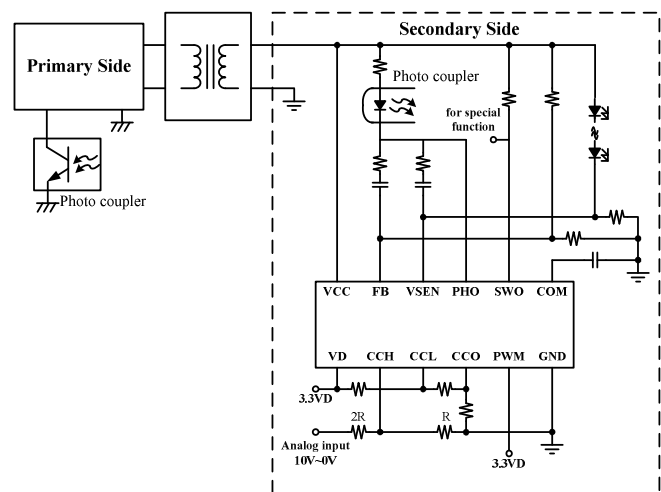 Secondary Side
Primary Side
Photo coupler
for special
function
Photo coupler
VCC FB VSEN PHO SWO COM
VD CCH CCL CCO PWM GND
3.3VD
2R R
Analog input
10V~0V
3.3VD